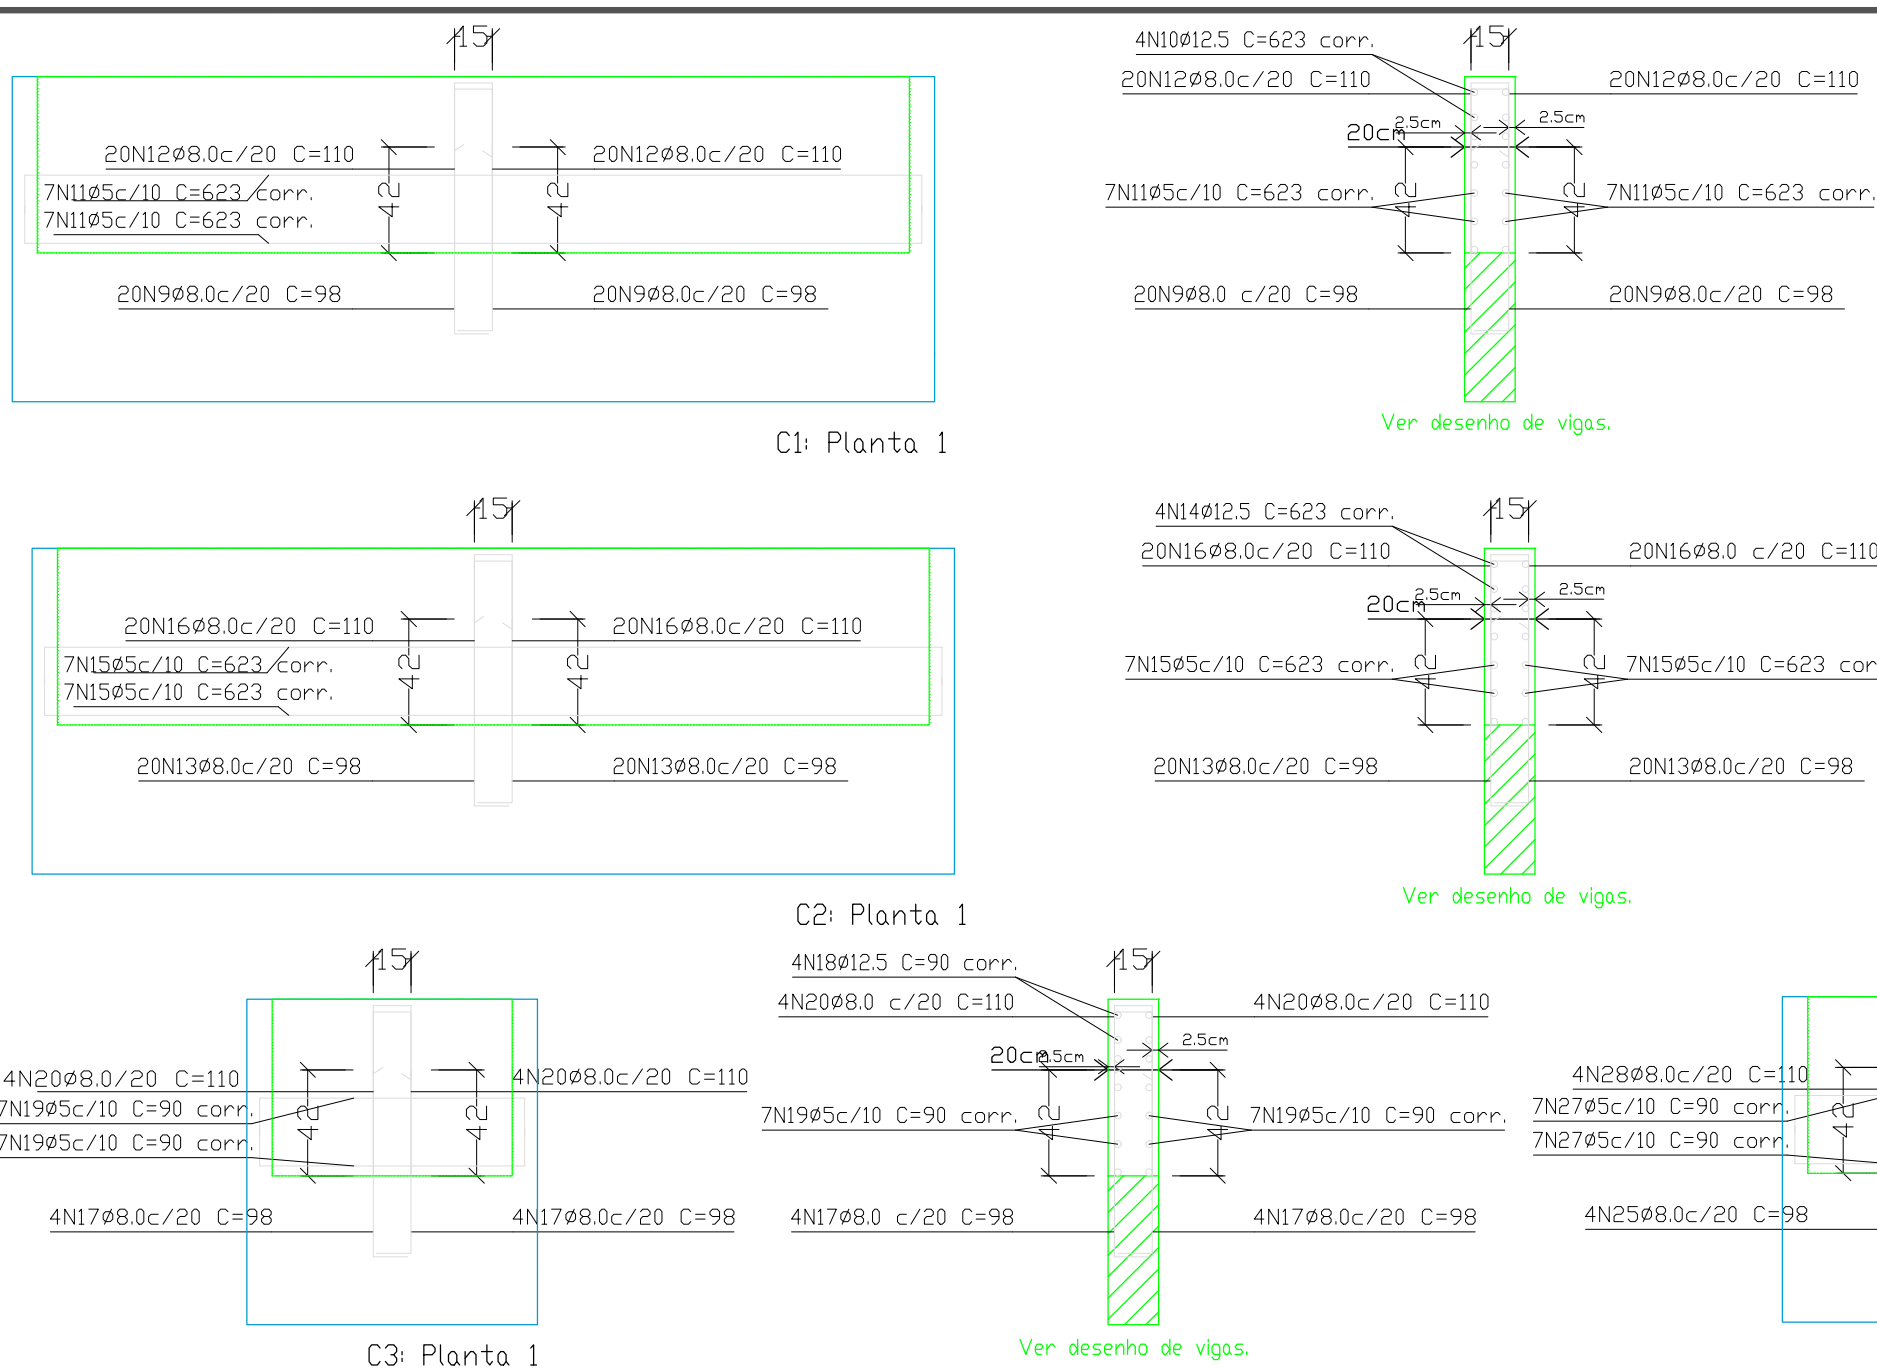 15
20N12Ø8.0c/20 C=110
20N12Ø8.0c/20 C=110
7N11Ø5c/10 C=623 corr.
7N11Ø5c/10 C=623 corr.
42
42
20N9Ø8.0c/20 C=98
20N9Ø8.0c/20 C=98
C1: Planta 1
4N10Ø12.5 C=623 corr.
15
20N12Ø8.0c/20 C=110
20N12Ø8.0c/20 C=110
20cm
2.5cm
2.5cm
7N11Ø5c/10 C=623 corr.
42
42
7N11Ø5c/10 C=623 corr.
20N9Ø8.0 c/20 C=98
20N9Ø8.0c/20 C=98
Ver desenho de vigas.
15
20N16Ø8.0c/20 C=110
20N16Ø8.0c/20 C=110
7N15Ø5c/10 C=623 corr.
7N15Ø5c/10 C=623 corr.
42
42
20N13Ø8.0c/20 C=98
20N13Ø8.0c/20 C=98
C2: Planta 1
4N14Ø12.5 C=623 corr.
15
20N16Ø8.0c/20 C=110
20N16Ø8.0 c/20 C=110
20cm
2.5cm
2.5cm
7N15Ø5c/10 C=623 corr.
42
42
7N15Ø5c/10 C=623 cor
20N13Ø8.0c/20 C=98
20N13Ø8.0c/20 C=98
Ver desenho de vigas.
15
4N20Ø8.0/20 C=110
4N20Ø8.0c/20 C=110
7N19Ø5c/10 C=90 corr.
7N19Ø5c/10 C=90 corr.
42
42
4N17Ø8.0c/20 C=98
4N17Ø8.0c/20 C=98
C3: Planta 1
4N18Ø12.5 C=90 corr.
15
4N20Ø8.0 c/20 C=110
4N20Ø8.0c/20 C=110
20cm
2.5cm
2.5cm
7N19Ø5c/10 C=90 corr.
42
42
7N19Ø5c/10 C=90 corr.
4N17Ø8.0 c/20 C=98
4N17Ø8.0c/20 C=98
Ver desenho de vigas.
4N28Ø8.0c/20 C=110
7N27Ø5c/10 C=90 corr.
7N27Ø5c/10 C=90 corr.
42
4N25Ø8.0c/20 C=98